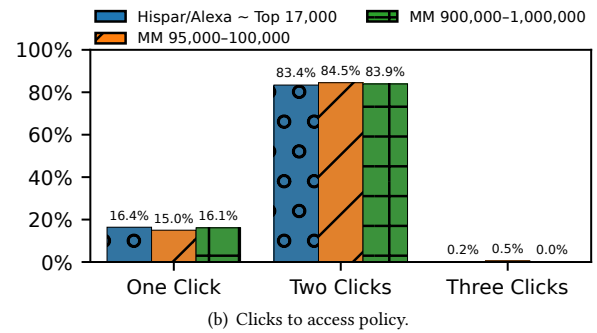 Hispar/Alexa ~ Top 17,000
MM 900,000–1,000,000
MM 95,000–100,000
100%
80%
60%
40%
20%
0%
16.4%
15.0%
16.1%
83.4%
84.5%
83.9%
0.2%
0.5%
0.0%
One Click
Two Clicks
Three Clicks
(b) Clicks to access policy.